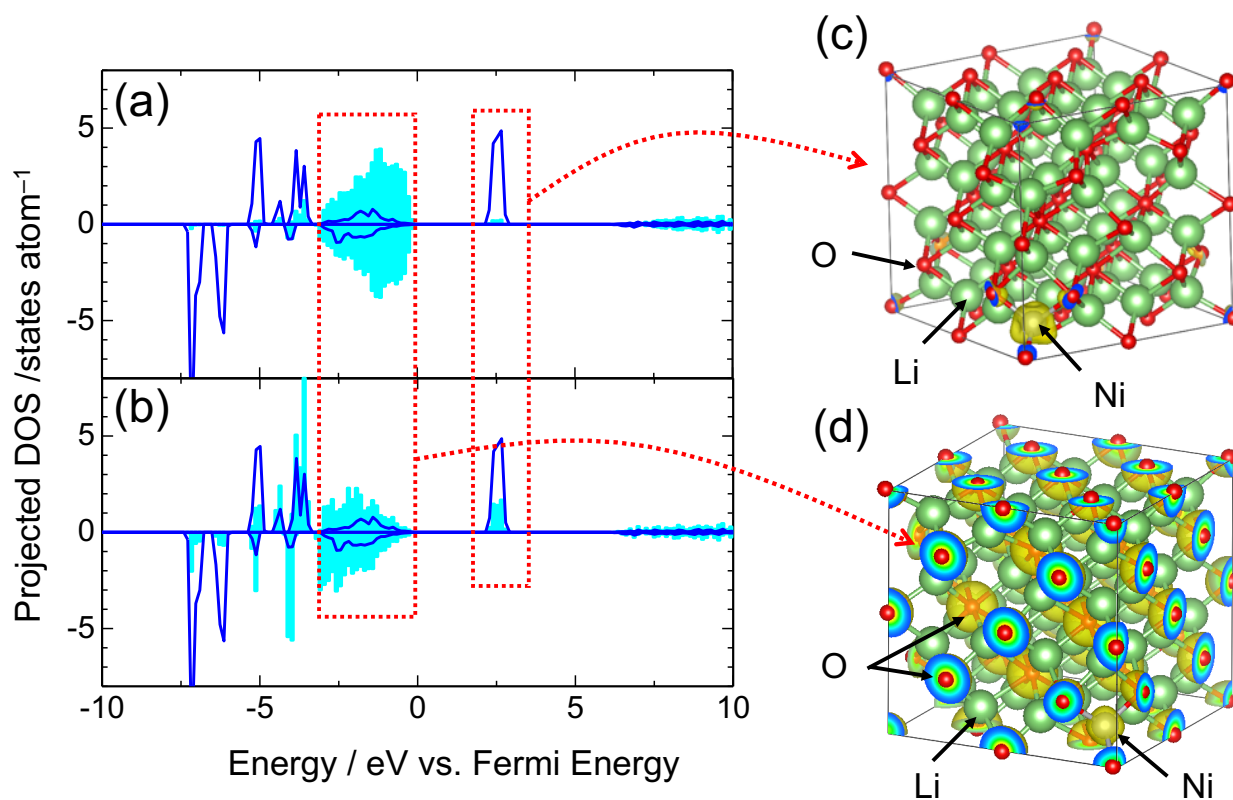 (a)
5
0
-5
(b)
5
0
-5
-10
-5
0
5
10
Projected DOS /states atom⁻¹
Energy / eV vs. Fermi Energy
(c)
O
Li
Ni
(d)
O
Li
Ni